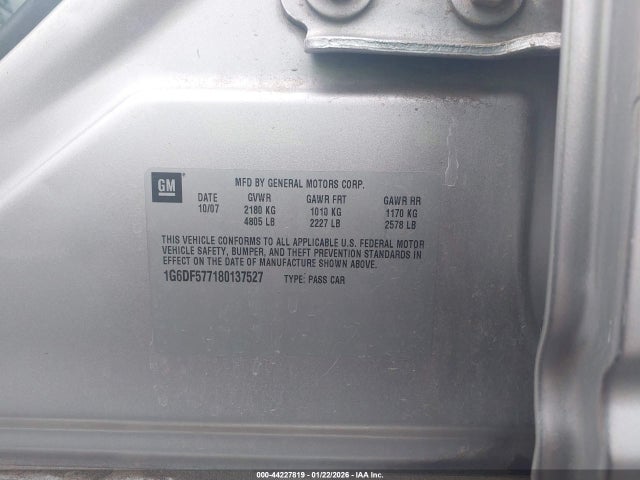 GM
MFD BY GENERAL MOTORS CORP.
DATE GVWR GAWR FRT GAWR RR
10/07 2180 KG 1010 KG 1170 KG
4805 LB 2227 LB 2578 LB
THIS VEHICLE CONFORMS TO ALL APPLICABLE U.S. FEDERAL MOTOR
VEHICLE SAFETY, BUMPER, AND THEFT PREVENTION STANDARDS IN
EFFECT ON THE DATE OF MANUFACTURE SHOWN ABOVE.
1G6DF577180137527 TYPE: PASS CAR
000-44227819 | 01/22/2026 - IAA Inc.